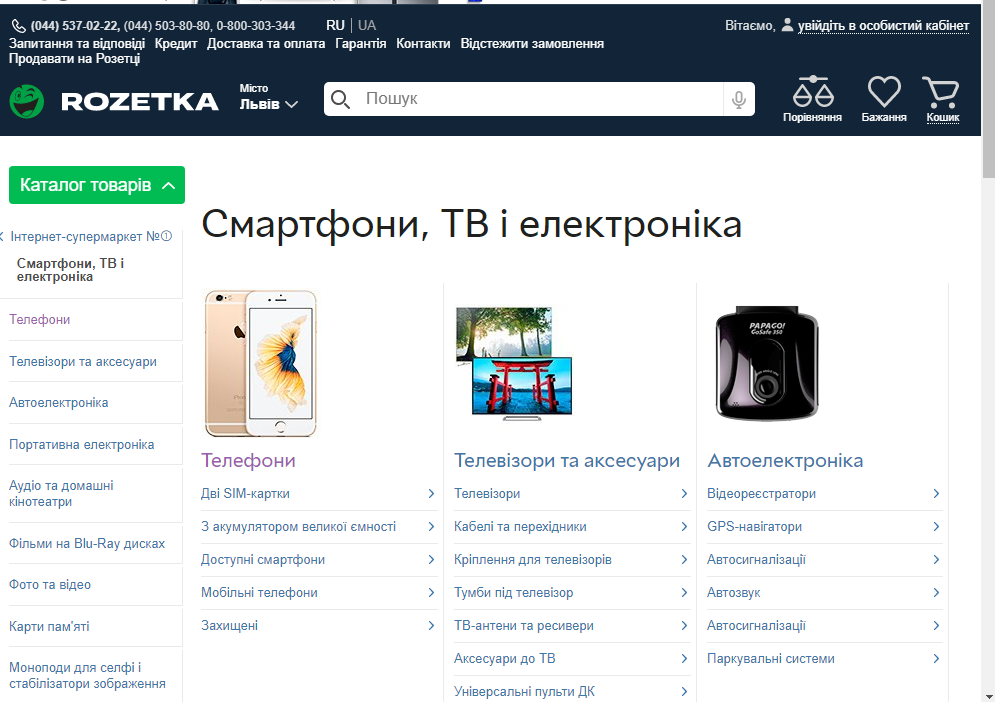 (044) 537-02-22, (044) 503-80-80, 0-800-303-344 RU | UA
Вітаємо, увійдіть в особистий кабінет
Запитання та відповіді Кредит Доставка та оплата Гарантія Контакти Відстежити замовлення
Продавати на Розетці
ROZETKA
Місто
Львів
Пошук
Порівняння Бажання Кошик
Каталог товарів
Інтернет-супермаркет №①
Смартфони, ТВ і
електроніка
Телефони
Телевізори та аксесуари
Автоелектроніка
Портативна електроніка
Аудіо та домашні
кінотеатри
Фільми на Blu-Ray дисках
Фото та відео
Карти пам'яті
Моноподи для селфі і
стабілізатори зображення
Смартфони, ТВ і електроніка
Телефони
Дві SIM-картки
З акумулятором великої ємності
Доступні смартфони
Мобільні телефони
Захищені
Телевізори та аксесуари
Телевізори
Кабелі та перехідники
Кріплення для телевізорів
Тумби під телевізор
ТВ-антени та ресивери
Аксесуари до ТВ
Універсальні пульти ДК
PAPAGO!
GoSafe 350
Автоелектроніка
Відеореєстратори
GPS-навігатори
Автосигналізації
Автозвук
Автосигналізації
Паркувальні системи